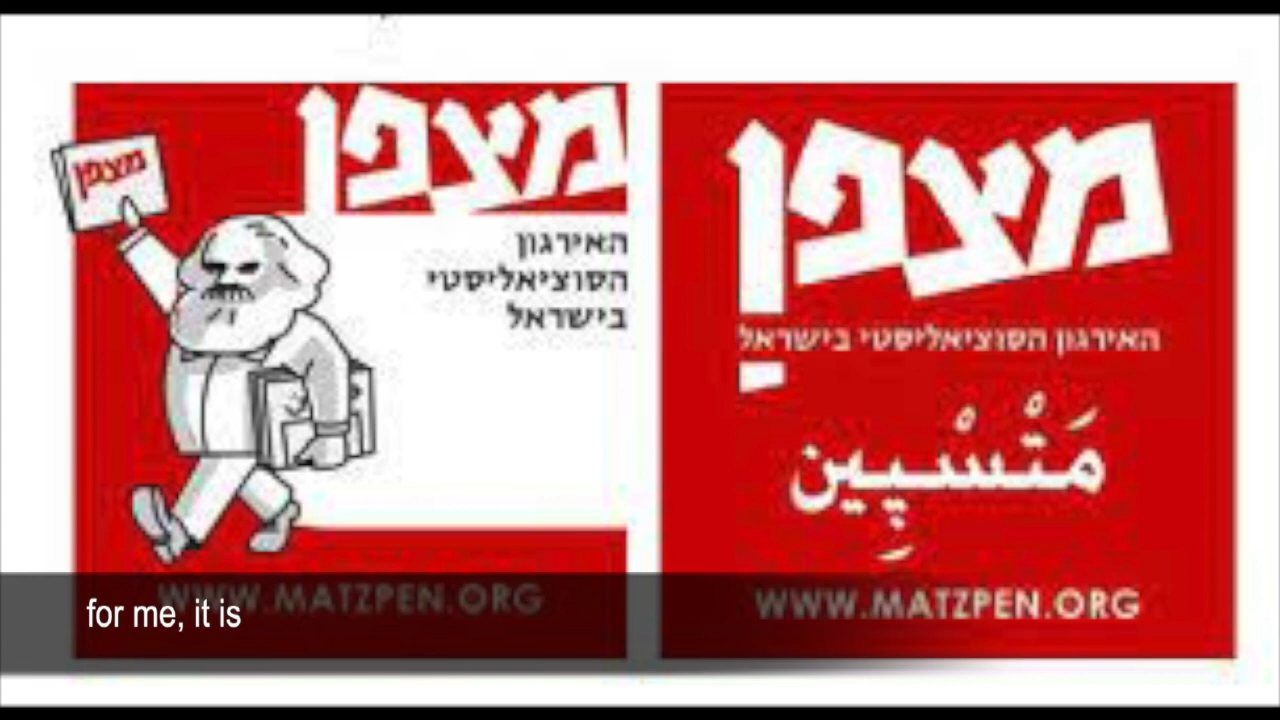 מצפן
מצפן
האירגון
הסוציאליסטי
בישראל
WWW.MATZPEN.ORG
מצפן
האירגון הסוציאליסטי בישראל
مَتْسْپِين
WWW.MATZPEN.ORG
for me, it is